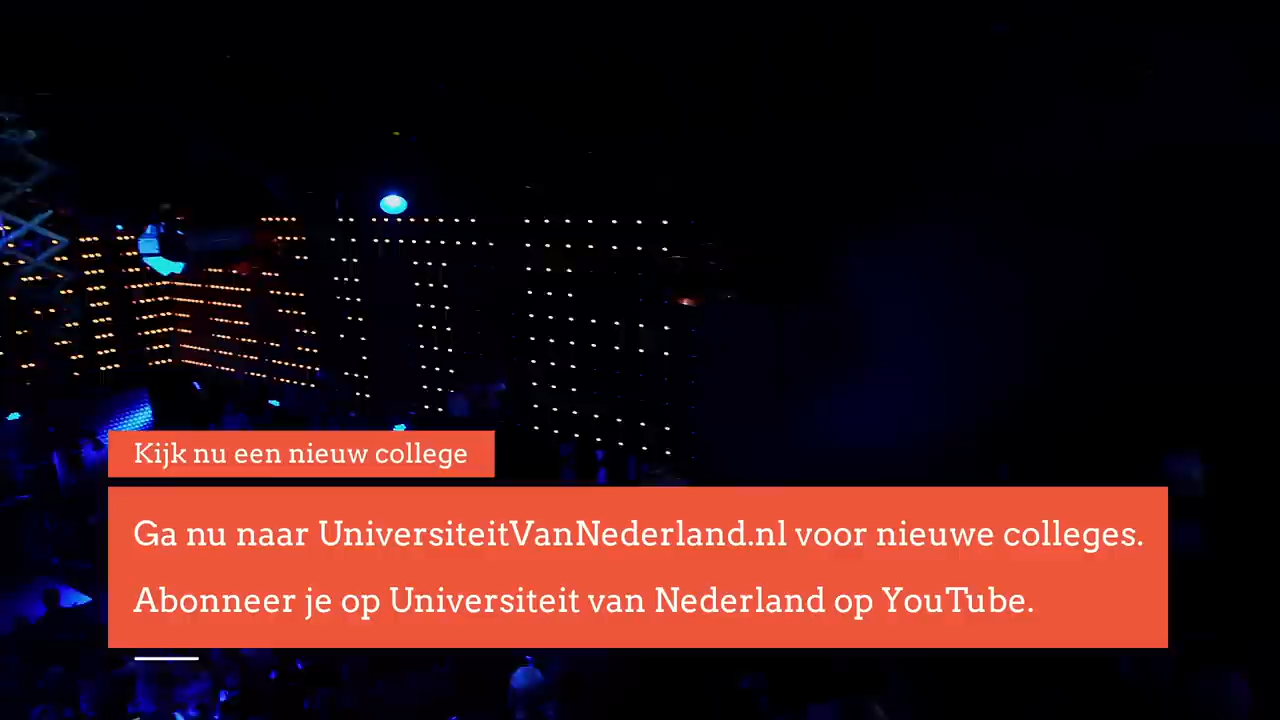 Kijk nu een nieuw college
Ga nu naar UniversiteitVanNederland.nl voor nieuwe colleges.
Abonneer je op Universiteit van Nederland op YouTube.